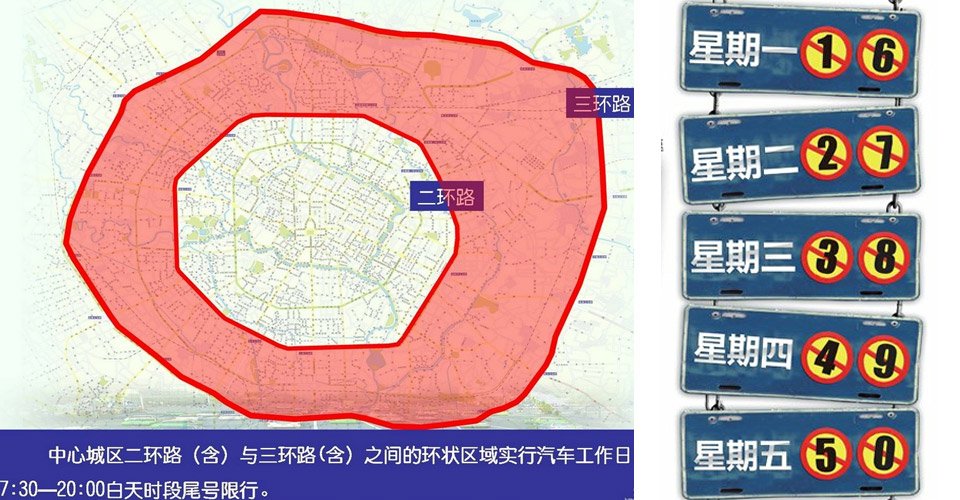 三环路
二环路
中心城区二环路（含）与三环路(含）之间的环状区域实行汽车工作日
7:30—20:00白天时段尾号限行。
星期一 1 6
星期二 2 7
星期三 3 8
星期四 4 9
星期五 5 0